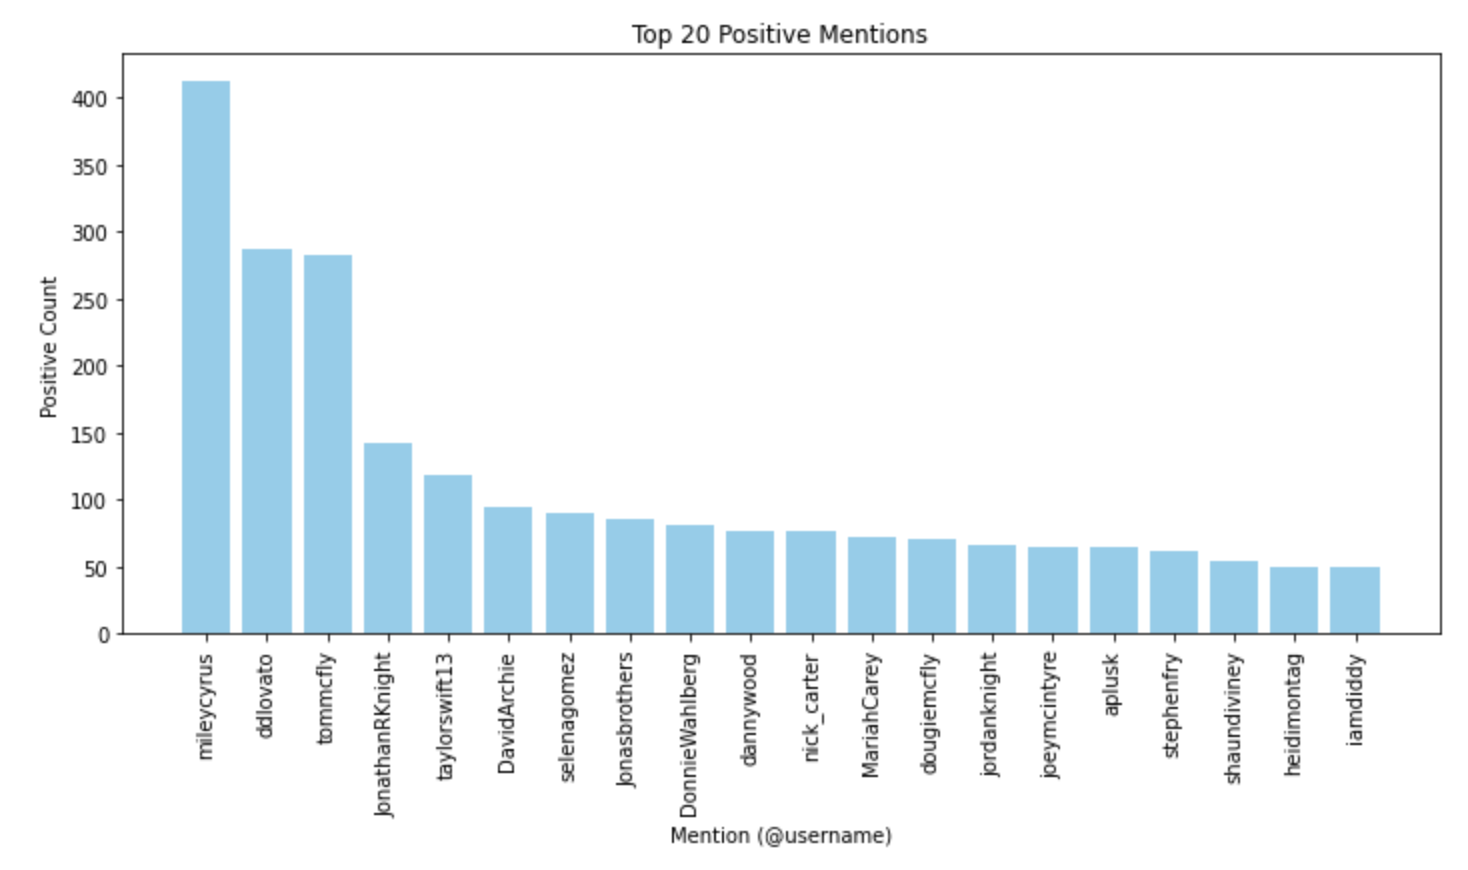 Top 20 Positive Mentions
400
350
300
250
200
150
100
50
0
Positive Count
mileycyrus
ddlovato
tommcfly
JonathanRKnight
taylorswift13
DavidArchie
selenagomez
Jonasbrothers
DonnieWahlberg
dannywood
nick_carter
MariahCarey
dougiemcfly
jordanknight
joeymcintyre
aplusk
stephenfry
shaundiviney
heidimontag
iamdiddy
Mention (@username)